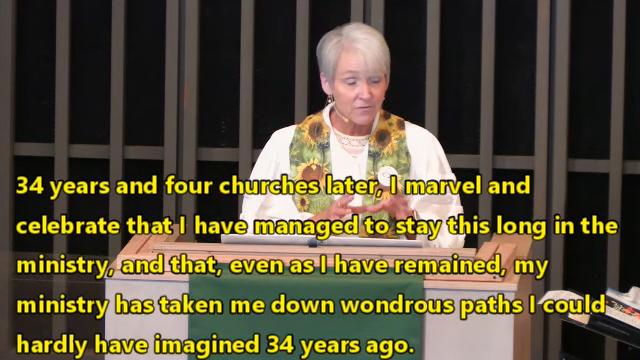 34 years and four churches later, I marvel and
celebrate that I have managed to stay this long in the
ministry, and that, even as I have remained, my
ministry has taken me down wondrous paths I could
hardly have imagined 34 years ago.